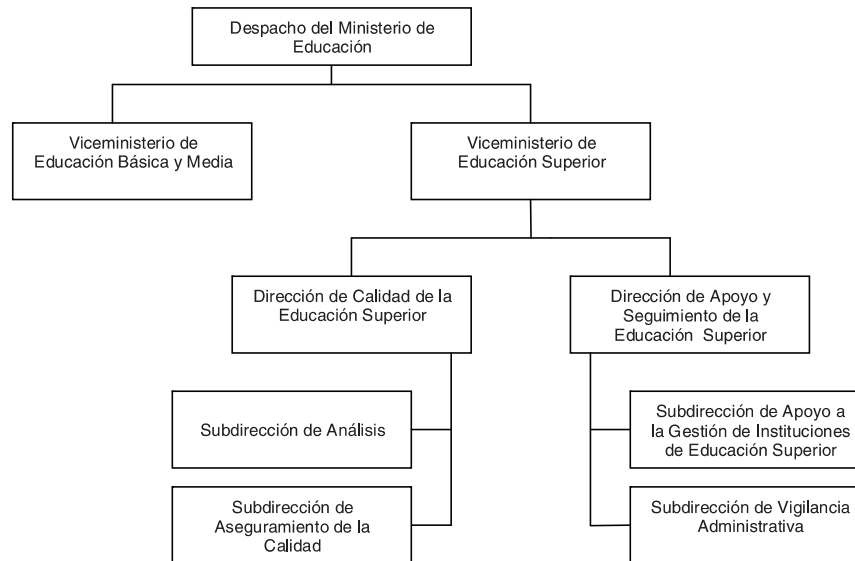 Despacho del Ministerio de
Educación
Viceministerio de
Educación Básica y Media
Viceministerio de
Educación Superior
Dirección de Calidad de la
Educación Superior
Dirección de Apoyo y
Seguimiento de la
Educación Superior
Subdirección de Análisis
Subdirección de Apoyo a
la Gestión de Instituciones
de Educación Superior
Subdirección de
Aseguramiento de la
Calidad
Subdirección de Vigilancia
Administrativa